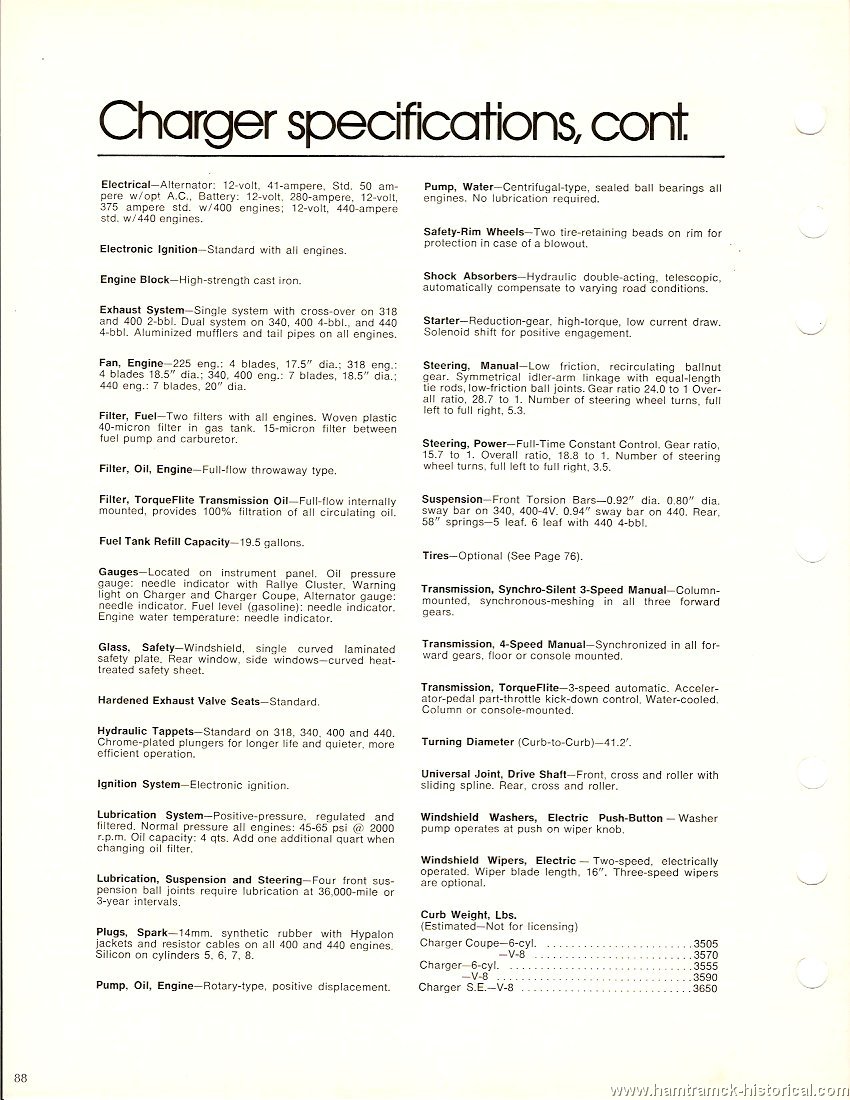 Charger specifications, cont.
Electrical—Alternator: 12-volt, 41-ampere, Std. 50 am-
pere w/opt A.C., Battery: 12-volt, 280-ampere, 12-volt,
375 ampere std. w/400 engines; 12-volt, 440-ampere
std. w/440 engines.
Electronic Ignition—Standard with all engines.
Engine Block—High-strength cast iron.
Exhaust System—Single system with cross-over on 318
and 400 2-bbl. Dual system on 340, 400 4-bbl., and 440
4-bbl. Aluminized mufflers and tail pipes on all engines.
Fan, Engine—225 eng.: 4 blades, 17.5″ dia.; 318 eng.:
4 blades 18.5″ dia.; 340, 400 eng.: 7 blades, 18.5″ dia.;
440 eng.: 7 blades, 20″ dia.
Filter, Fuel—Two filters with all engines. Woven plastic
40-micron filter in gas tank. 15-micron filter between
fuel pump and carburetor.
Filter, Oil, Engine—Full-flow throwaway type.
Filter, TorqueFlite Transmission Oil—Full-flow internally
mounted, provides 100% filtration of all circulating oil.
Fuel Tank Refill Capacity—19.5 gallons.
Gauges—Located on instrument panel. Oil pressure
gauge: needle indicator with Rallye Cluster. Warning
light on Charger and Charger Coupe, Alternator gauge:
needle indicator. Fuel level (gasoline): needle indicator.
Engine water temperature: needle indicator.
Glass, Safety—Windshield, single curved laminated
safety plate. Rear window, side windows—curved heat-
treated safety sheet.
Hardened Exhaust Valve Seats—Standard.
Hydraulic Tappets—Standard on 318, 340, 400 and 440.
Chrome-plated plungers for longer life and quieter, more
efficient operation.
Ignition System—Electronic ignition.
Lubrication System—Positive-pressure, regulated and
filtered. Normal pressure all engines: 45-65 psi @ 2000
r.p.m. Oil capacity: 4 qts. Add one additional quart when
changing oil filter.
Lubrication, Suspension and Steering—Four front sus-
pension ball joints require lubrication at 36,000-mile or
3-year intervals.
Plugs, Spark—14mm. synthetic rubber with Hypalon
jackets and resistor cables on all 400 and 440 engines.
Silicon on cylinders 5, 6, 7, 8.
Pump, Oil, Engine—Rotary-type, positive displacement.
Pump, Water—Centrifugal-type, sealed ball bearings all
engines. No lubrication required.
Safety-Rim Wheels—Two tire-retaining beads on rim for
protection in case of a blowout.
Shock Absorbers—Hydraulic double-acting, telescopic,
automatically compensate to varying road conditions.
Starter—Reduction-gear, high-torque, low current draw.
Solenoid shift for positive engagement.
Steering, Manual—Low friction, recirculating ballnut
gear. Symmetrical idler-arm linkage with equal-length
tie rods, low-friction ball joints. Gear ratio 24.0 to 1 Over-
all ratio, 28.7 to 1. Number of steering wheel turns, full
left to full right, 5.3.
Steering, Power—Full-Time Constant Control. Gear ratio,
15.7 to 1. Overall ratio, 18.8 to 1. Number of steering
wheel turns, full left to full right, 3.5.
Suspension—Front Torsion Bars—0.92″ dia. 0.80″ dia.
sway bar on 340, 400-4V. 0.94″ sway bar on 440. Rear,
58″ springs—5 leaf. 6 leaf with 440 4-bbl.
Tires—Optional (See Page 76).
Transmission, Synchro-Silent 3-Speed Manual—Column-
mounted, synchronous-meshing in all three forward
gears.
Transmission, 4-Speed Manual—Synchronized in all for-
ward gears, floor or console mounted.
Transmission, TorqueFlite—3-speed automatic. Acceler-
ator-pedal part-throttle kick-down control, Water-cooled.
Column or console-mounted.
Turning Diameter (Curb-to-Curb)—41.2′.
Universal Joint, Drive Shaft—Front, cross and roller with
sliding spline. Rear, cross and roller.
Windshield Washers, Electric Push-Button — Washer
pump operates at push on wiper knob.
Windshield Wipers, Electric — Two-speed, electrically
operated. Wiper blade length, 16″. Three-speed wipers
are optional.
Curb Weight, Lbs.
(Estimated—Not for licensing)
Charger Coupe—6-cyl. ........................3505
—V-8 ..........................3570
Charger—6-cyl. ..............................3555
—V-8 ................................3590
Charger S.E.—V-8 ............................3650
88
www.hamtramck-historical.com